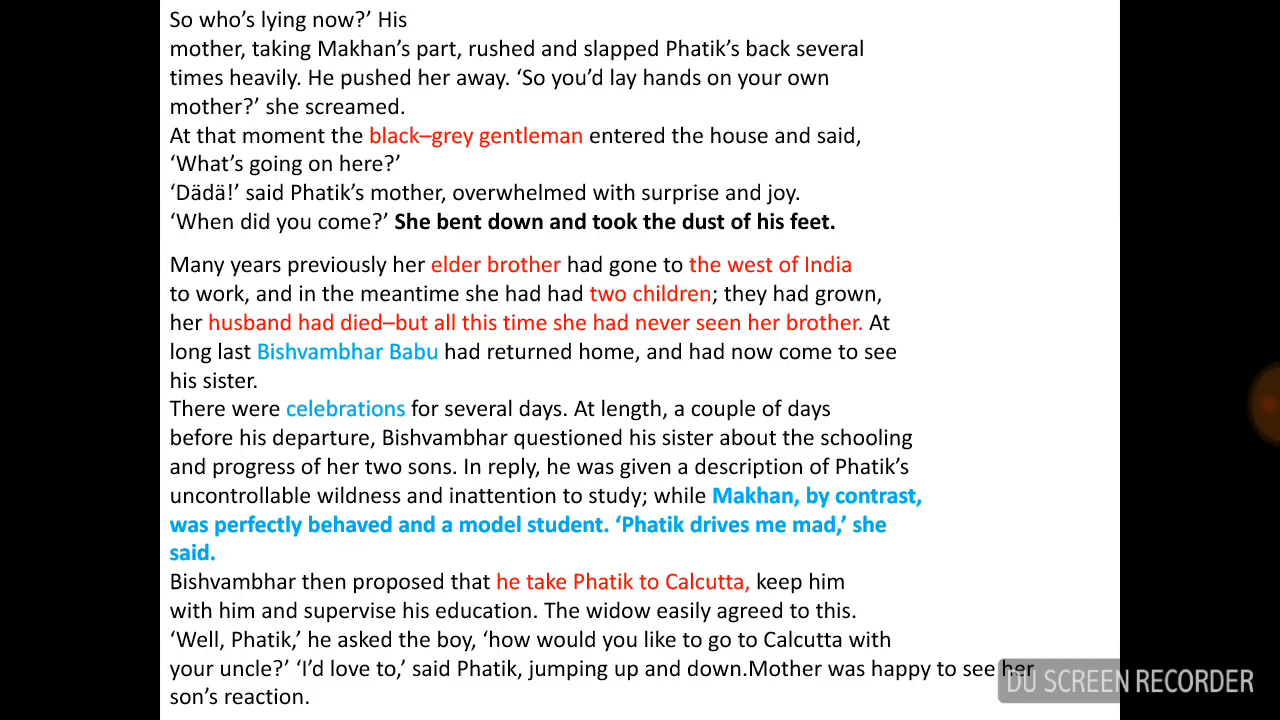 So who’s lying now?’ His
mother, taking Makhan’s part, rushed and slapped Phatik’s back several
times heavily. He pushed her away. ‘So you’d lay hands on your own
mother?’ she screamed.
At that moment the black–grey gentleman entered the house and said,
‘What’s going on here?’
‘Dädä!’ said Phatik’s mother, overwhelmed with surprise and joy.
‘When did you come?’ She bent down and took the dust of his feet.
Many years previously her elder brother had gone to the west of India
to work, and in the meantime she had had two children; they had grown,
her husband had died–but all this time she had never seen her brother. At
long last Bishvambhar Babu had returned home, and had now come to see
his sister.
There were celebrations for several days. At length, a couple of days
before his departure, Bishvambhar questioned his sister about the schooling
and progress of her two sons. In reply, he was given a description of Phatik’s
uncontrollable wildness and inattention to study; while Makhan, by contrast,
was perfectly behaved and a model student. ‘Phatik drives me mad,’ she
said.
Bishvambhar then proposed that he take Phatik to Calcutta, keep him
with him and supervise his education. The widow easily agreed to this.
‘Well, Phatik,’ he asked the boy, ‘how would you like to go to Calcutta with
your uncle?’ ‘I’d love to,’ said Phatik, jumping up and down.Mother was happy to see her
son’s reaction.
DU SCREEN RECORDER